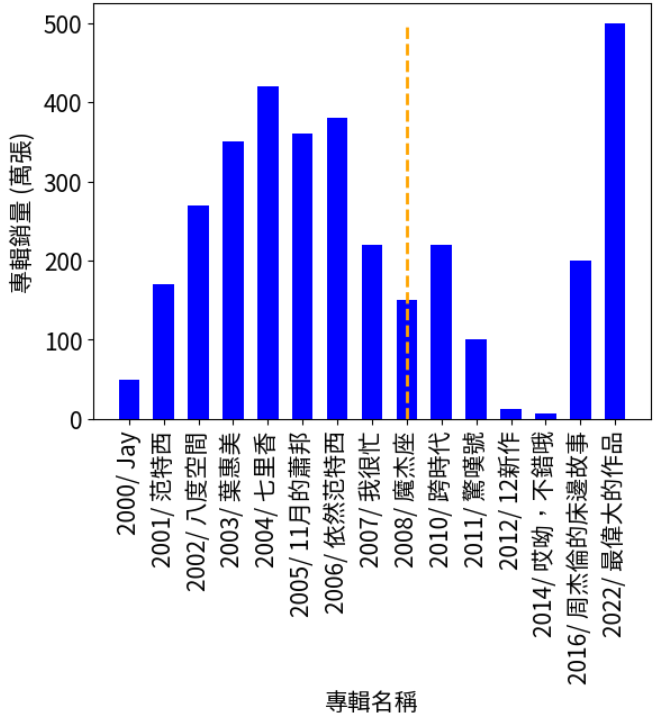 專輯銷量 (萬張)
500
400
300
200
100
0
2000/ Jay
2001/ 范特西
2002/ 八度空間
2003/ 葉惠美
2004/ 七里香
2005/ 11月的蕭邦
2006/ 依然范特西
2007/ 我很忙
2008/ 魔杰座
2010/ 跨時代
2011/ 驚嘆號
2012/ 12新作
2014/ 哎呦，不錯哦
2016/ 周杰倫的床邊故事
2022/ 最偉大的作品
專輯名稱